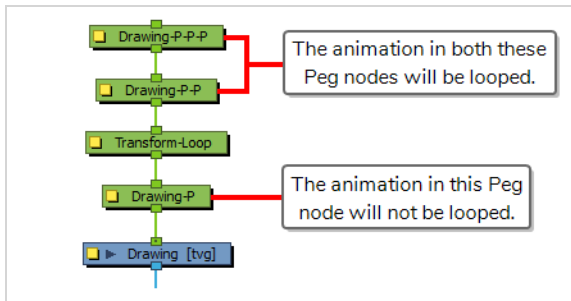 Drawing-P-P-P
The animation in both these
Peg nodes will be looped.
Drawing-P-P
Transform-Loop
Drawing-P
The animation in this Peg
node will not be looped.
Drawing [tvg]